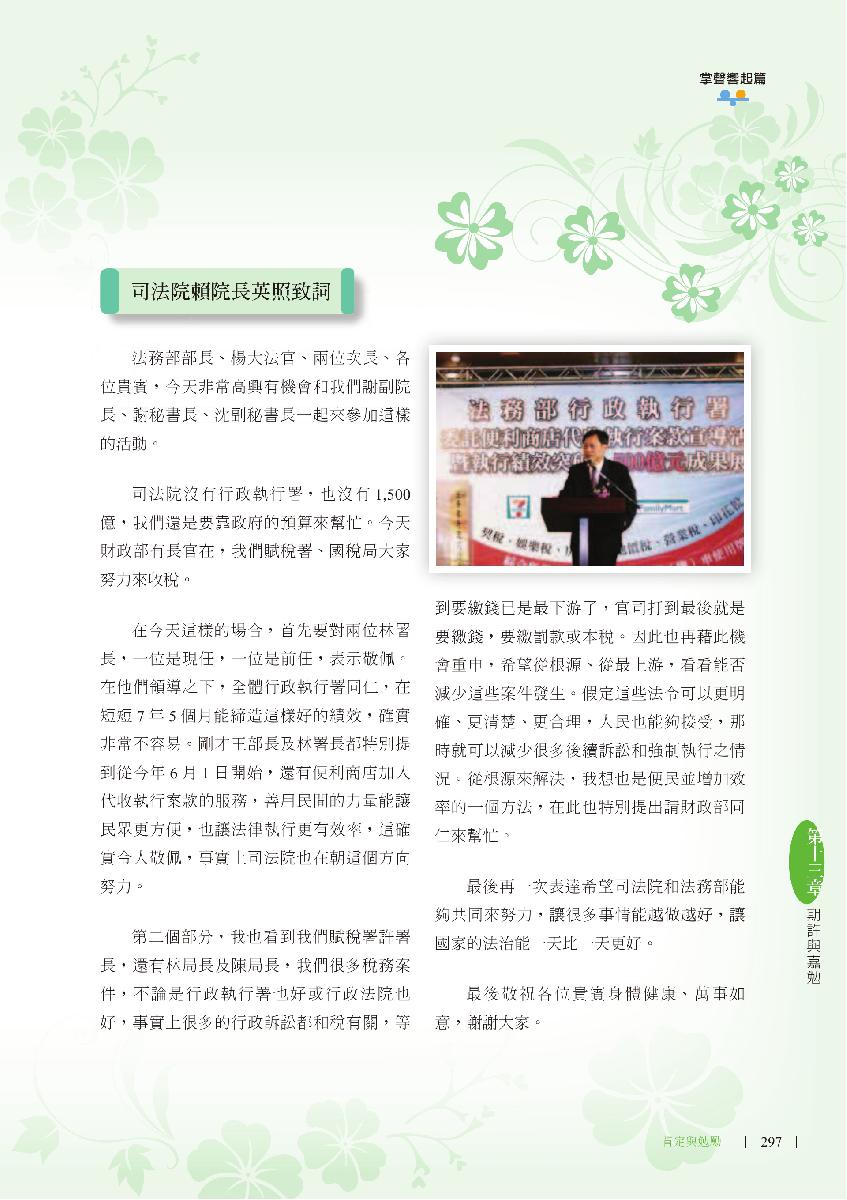 掌聲響起篇
司法院賴院長英照致詞
法務部部長、楊大法官、兩位次長、各
位貴賓，今天非常高興有機會和我們謝副院
長、謝秘書長、沈副秘書長一起來參加這樣
的活動。
司法院沒有行政執行署，也沒有 1,500
億，我們還是要靠政府的預算來幫忙。今天
財政部有長官在，我們賦稅署、國稅局大家
努力來收稅。
在今天這樣的場合，首先要對兩位林署
長，一位是現任，一位是前任，表示敬佩。
在他們領導之下，全體行政執行署同仁，在
短短 7 年 5 個月能締造這樣好的績效，確實
非常不容易。剛才王部長及林署長都特別提
到從今年 6 月 1 日開始，還有便利商店加入
代收執行案款的服務，善用民間的力量能讓
民眾更方便，也讓法律執行更有效率，這確
實令人敬佩，事實上司法院也在朝這個方向
努力。
第二個部分，我也看到我們賦稅署許署
長，還有林局長及陳局長，我們很多稅務案
件，不論是行政執行署也好或行政法院也
好，事實上很多的行政訴訟都和稅有關，等
法務部行政執行署
委託便利商店代收執行案款宣導活
暨執行績效突破1500億元成果展
FamilyMart
到要繳錢已是最下游了，官司打到最後就是
要繳錢，要繳罰款或本稅。因此也再藉此機
會重申，希望從根源、從最上游，看看能否
減少這些案件發生。假定這些法令可以更明
確、更清楚、更合理，人民也能夠接受，那
時就可以減少很多後續訴訟和強制執行之情
況。從根源來解決，我想也是便民並增加效
率的一個方法，在此也特別提出請財政部同
仁來幫忙。
最後再一次表達希望司法院和法務部能
夠共同來努力，讓很多事情能越做越好，讓
國家的法治能一天比一天更好。
最後敬祝各位貴賓身體健康、萬事如
意，謝謝大家。
第十三章 期許與嘉勉
肯定與勉勵 | 297 |